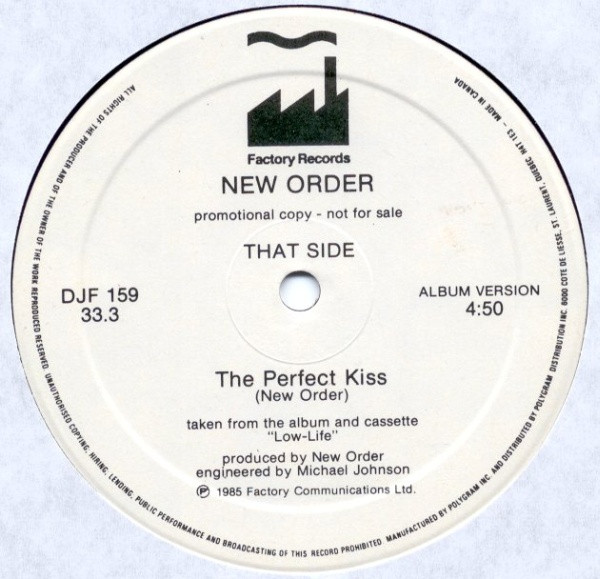 Factory Records
NEW ORDER
promotional copy - not for sale
THAT SIDE
DJF 159
33.3
ALBUM VERSION
4:50
The Perfect Kiss
(New Order)
taken from the album and cassette
"Low-Life"
produced by New Order
engineered by Michael Johnson
℗ 1985 Factory Communications Ltd.
ALL RIGHTS OF THE PRODUCER AND OF THE OWNER OF THE WORK REPRODUCED RESERVED. UNAUTHORISED COPYING, HIRING, LENDING, PUBLIC PERFORMANCE AND BROADCASTING OF THIS RECORD PROHIBITED. MANUFACTURED BY POLYGRAM INC. AND DISTRIBUTED BY POLYGRAM DISTRIBUTION INC. 6000 COTE DE LIESSE, ST. LAURENT, QUEBEC H4T 1E3 - MADE IN CANADA